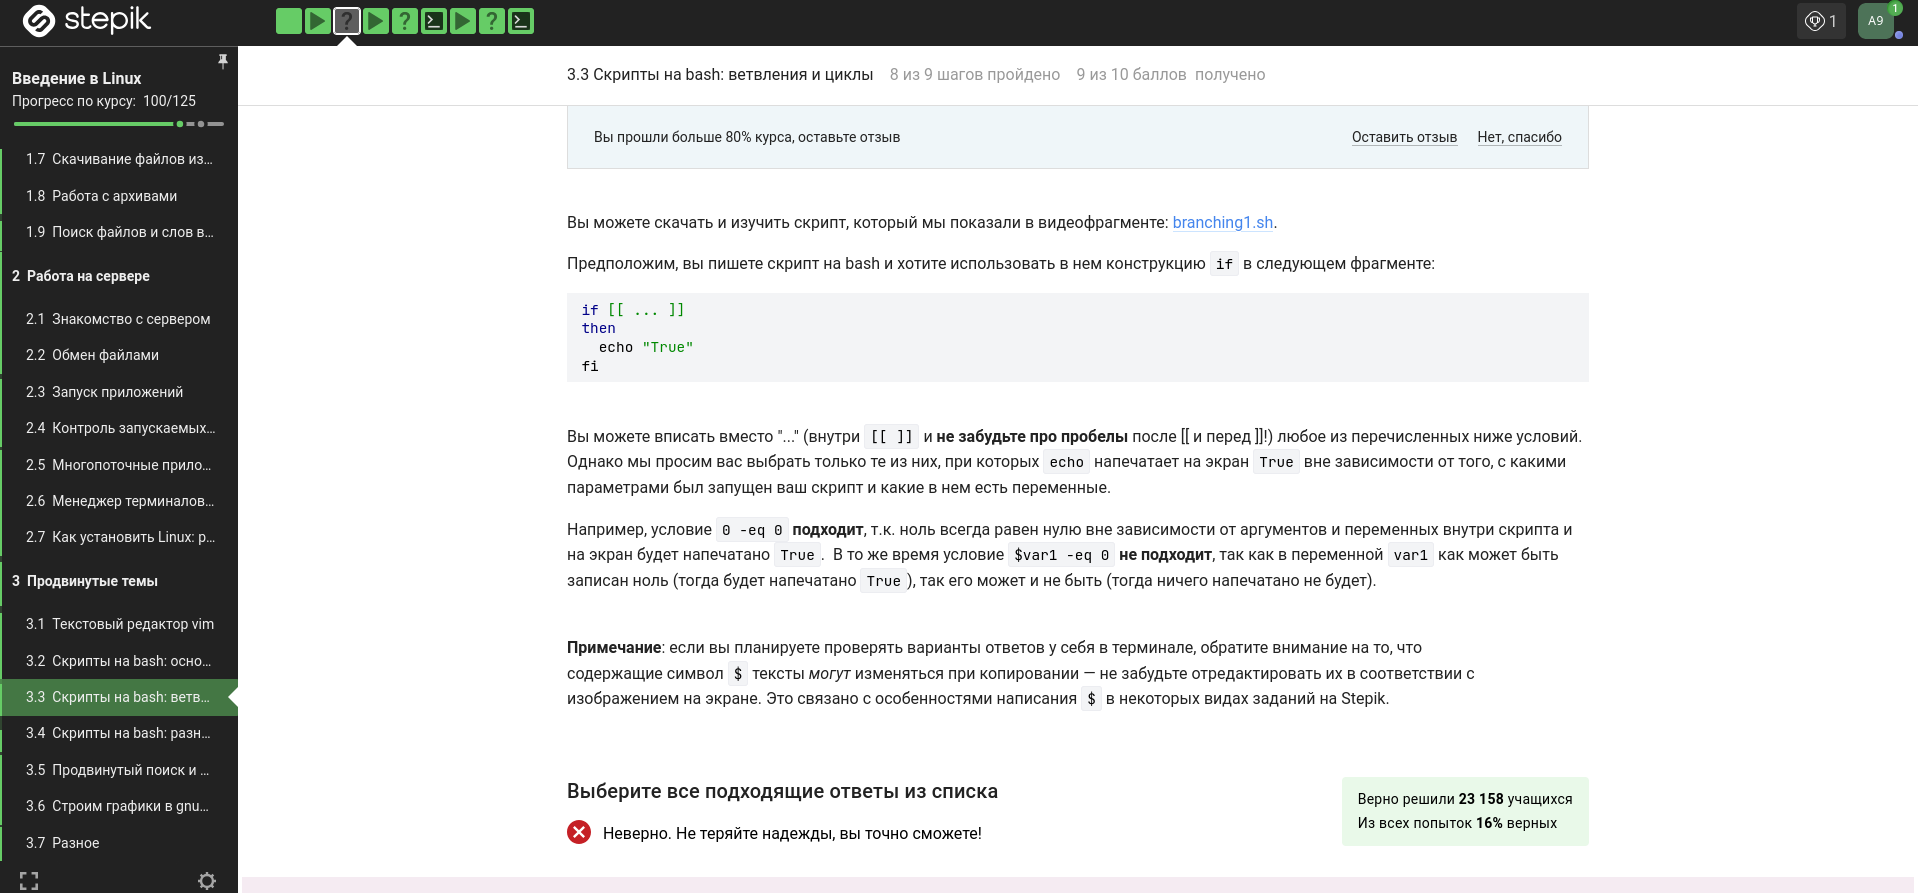 stepik
1
A9
1
Введение в Linux
Прогресс по курсу: 100/125
1.7 Скачивание файлов из…
1.8 Работа с архивами
1.9 Поиск файлов и слов в…
2 Работа на сервере
2.1 Знакомство с сервером
2.2 Обмен файлами
2.3 Запуск приложений
2.4 Контроль запускаемых…
2.5 Многопоточные прило…
2.6 Менеджер терминалов…
2.7 Как установить Linux: р…
3 Продвинутые темы
3.1 Текстовый редактор vim
3.2 Скрипты на bash: осно…
3.3 Скрипты на bash: ветв…
3.4 Скрипты на bash: разн…
3.5 Продвинутый поиск и …
3.6 Строим графики в gnu…
3.7 Разное
3.3 Скрипты на bash: ветвления и циклы 8 из 9 шагов пройдено 9 из 10 баллов получено
Вы прошли больше 80% курса, оставьте отзыв Оставить отзыв Нет, спасибо
Вы можете скачать и изучить скрипт, который мы показали в видеофрагменте: branching1.sh.
Предположим, вы пишете скрипт на bash и хотите использовать в нем конструкцию if в следующем фрагменте:
if [[ ... ]]
then
  echo "True"
fi
Вы можете вписать вместо "..." (внутри [[ ]] и не забудьте про пробелы после [[ и перед ]]!) любое из перечисленных ниже условий.
Однако мы просим вас выбрать только те из них, при которых echo напечатает на экран True вне зависимости от того, с какими
параметрами был запущен ваш скрипт и какие в нем есть переменные.
Например, условие 0 -eq 0 подходит, т.к. ноль всегда равен нулю вне зависимости от аргументов и переменных внутри скрипта и
на экран будет напечатано True. В то же время условие $var1 -eq 0 не подходит, так как в переменной var1 как может быть
записан ноль (тогда будет напечатано True), так его может и не быть (тогда ничего напечатано не будет).
Примечание: если вы планируете проверять варианты ответов у себя в терминале, обратите внимание на то, что
содержащие символ $ тексты могут изменяться при копировании — не забудьте отредактировать их в соответствии с
изображением на экране. Это связано с особенностями написания $ в некоторых видах заданий на Stepik.
Выберите все подходящие ответы из списка
Неверно. Не теряйте надежды, вы точно сможете!
Верно решили 23 158 учащихся
Из всех попыток 16% верных